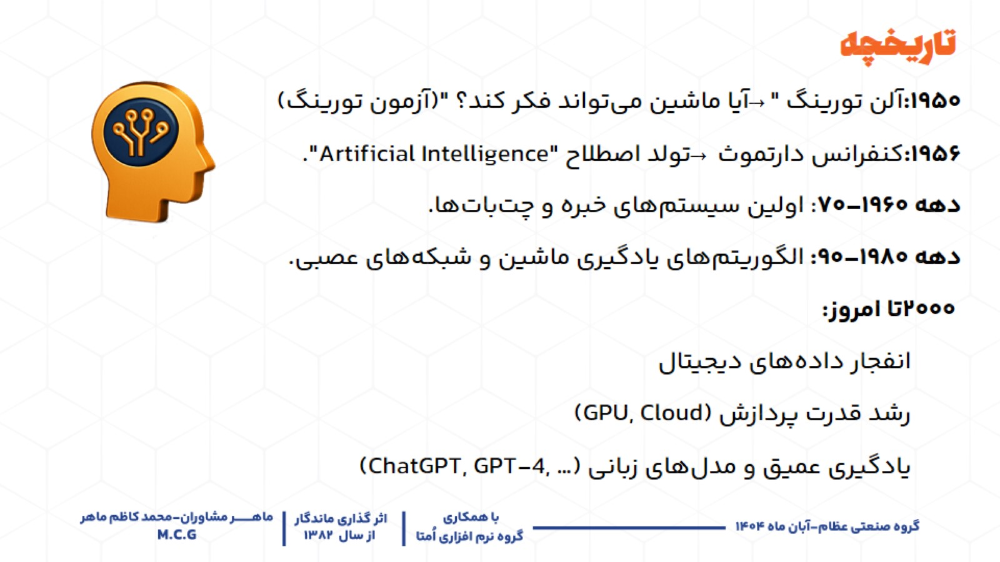 تاریخچه
۱۹۵۰:آلن تورینگ "→آیا ماشین می‌تواند فکر کند؟ "(آزمون تورینگ)
۱۹۵۶:کنفرانس دارتموث →تولد اصطلاح "Artificial Intelligence".
دهه ۱۹۶۰–۷۰: اولین سیستم‌های خبره و چت‌بات‌ها.
دهه ۱۹۸۰–۹۰: الگوریتم‌های یادگیری ماشین و شبکه‌های عصبی.
۲۰۰۰تا امروز:
انفجار داده‌های دیجیتال
رشد قدرت پردازش (GPU, Cloud)
یادگیری عمیق و مدل‌های زبانی (ChatGPT, GPT–4, …)
گروه صنعتی عظام-آبان ماه ۱۴۰۴
با همکاری
گروه نرم افزاری اُمتا
اثر گذاری ماندگار
از سال ۱۳۸۲
ماهـــر مشاوران-محمد کاظم ماهر
M.C.G